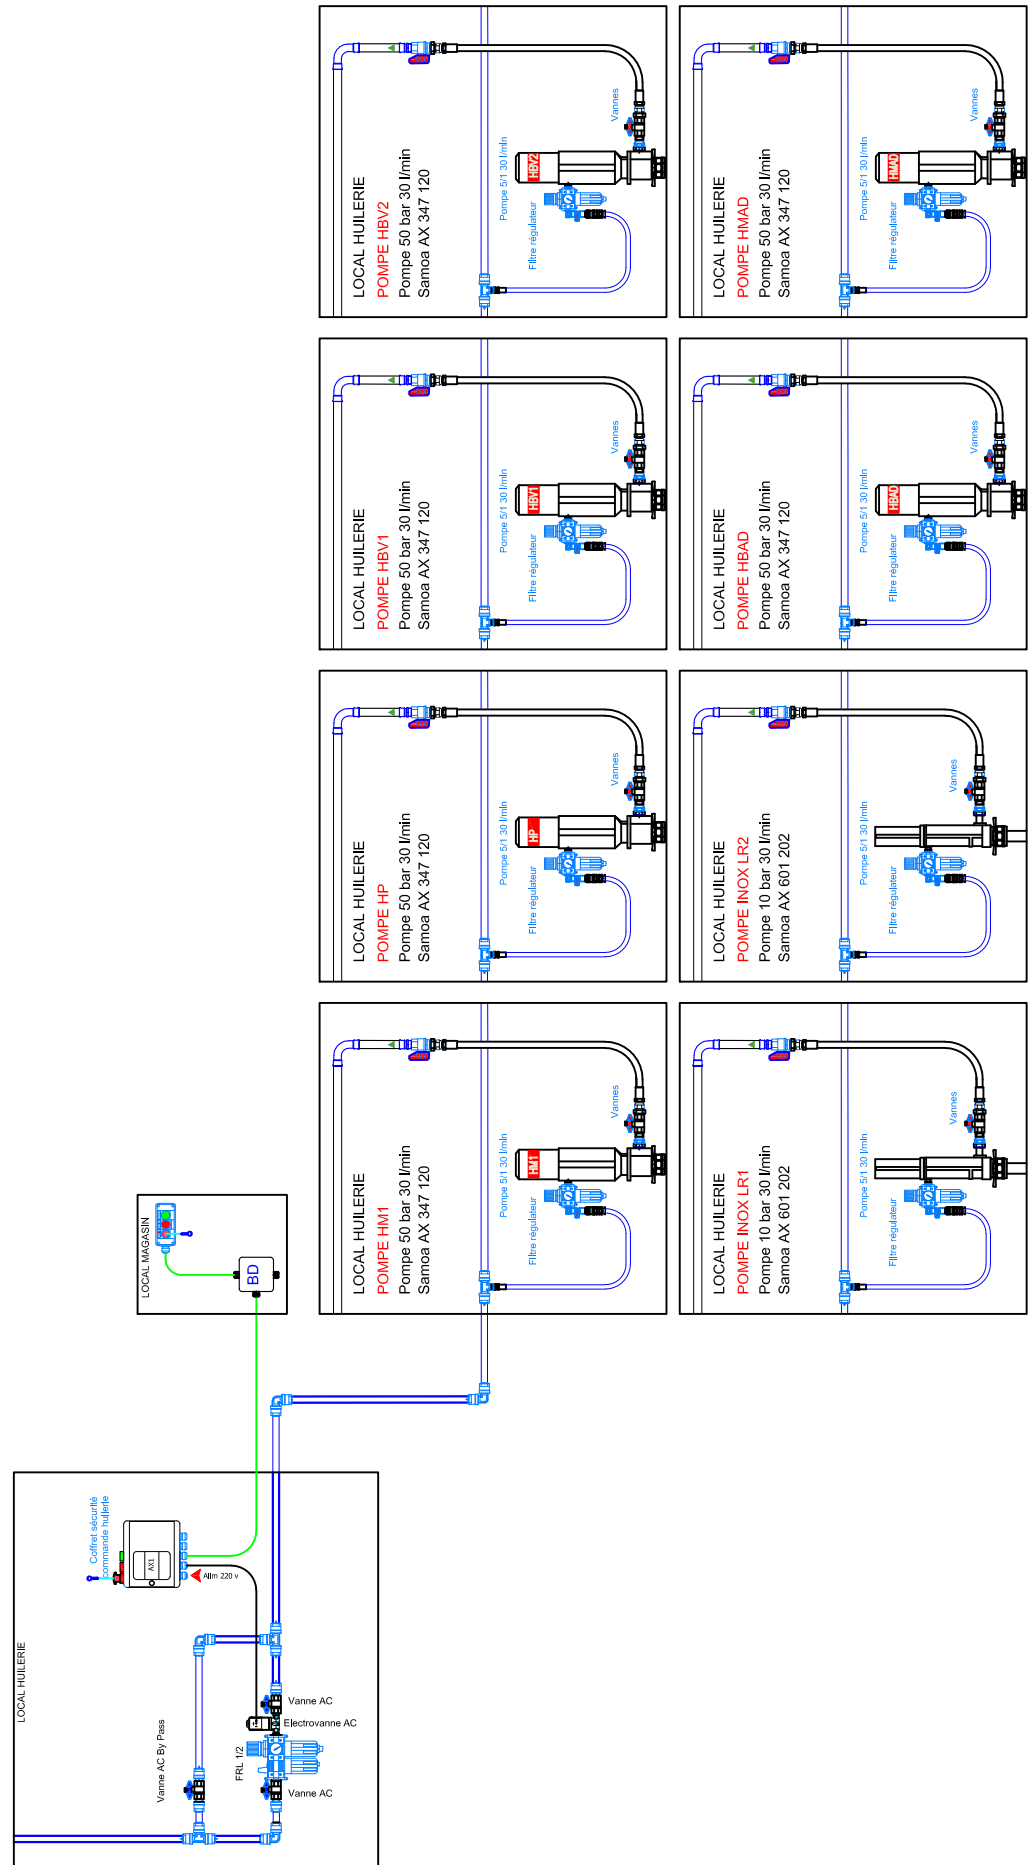 LOCAL HUILERIE
POMPE HBV2
Pompe 50 bar 30 l/min
Samoa AX 347 120
Pompe 5/1 30 l/min
Filtre régulateur
Vannes
HBV2
LOCAL HUILERIE
POMPE HMAD
Pompe 50 bar 30 l/min
Samoa AX 347 120
Pompe 5/1 30 l/min
Filtre régulateur
Vannes
HMAD
LOCAL HUILERIE
POMPE HBV1
Pompe 50 bar 30 l/min
Samoa AX 347 120
Pompe 5/1 30 l/min
Filtre régulateur
Vannes
HBV1
LOCAL HUILERIE
POMPE HBAD
Pompe 50 bar 30 l/min
Samoa AX 347 120
Pompe 5/1 30 l/min
Filtre régulateur
Vannes
HBAD
LOCAL HUILERIE
POMPE HP
Pompe 50 bar 30 l/min
Samoa AX 347 120
Pompe 5/1 30 l/min
Filtre régulateur
Vannes
HP
LOCAL HUILERIE
POMPE INOX LR2
Pompe 10 bar 30 l/min
Samoa AX 601 202
Pompe 5/1 30 l/min
Filtre régulateur
Vannes
LOCAL HUILERIE
POMPE HM1
Pompe 50 bar 30 l/min
Samoa AX 347 120
Pompe 5/1 30 l/min
Filtre régulateur
Vannes
HM1
LOCAL HUILERIE
POMPE INOX LR1
Pompe 10 bar 30 l/min
Samoa AX 601 202
Pompe 5/1 30 l/min
Filtre régulateur
Vannes
LOCAL MAGASIN
BD
LOCAL HUILERIE
Coffret sécurité
commande huilerie
AX1
Alim 220 v
Vanne AC By Pass
FRL 1/2
Vanne AC
Electrovanne AC
Vanne AC